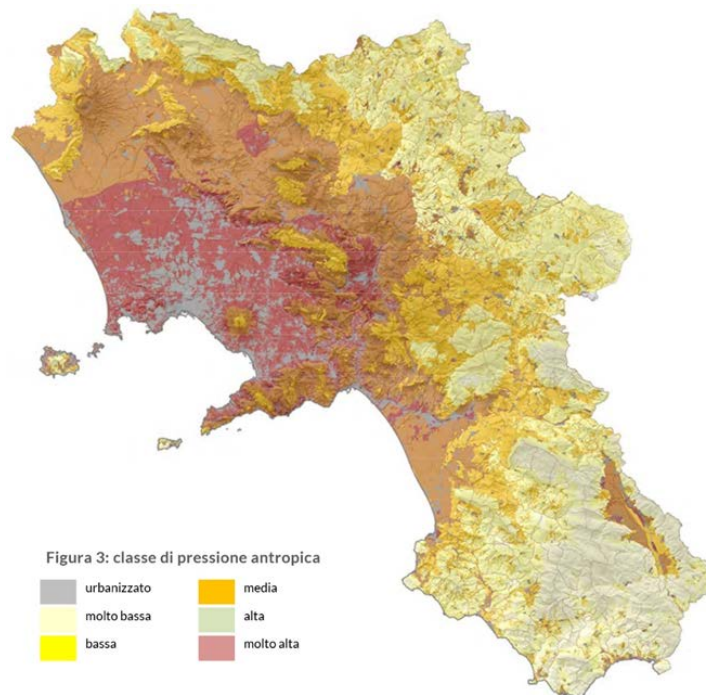 Figura 3: classe di pressione antropica
urbanizzato
molto bassa
bassa
media
alta
molto alta